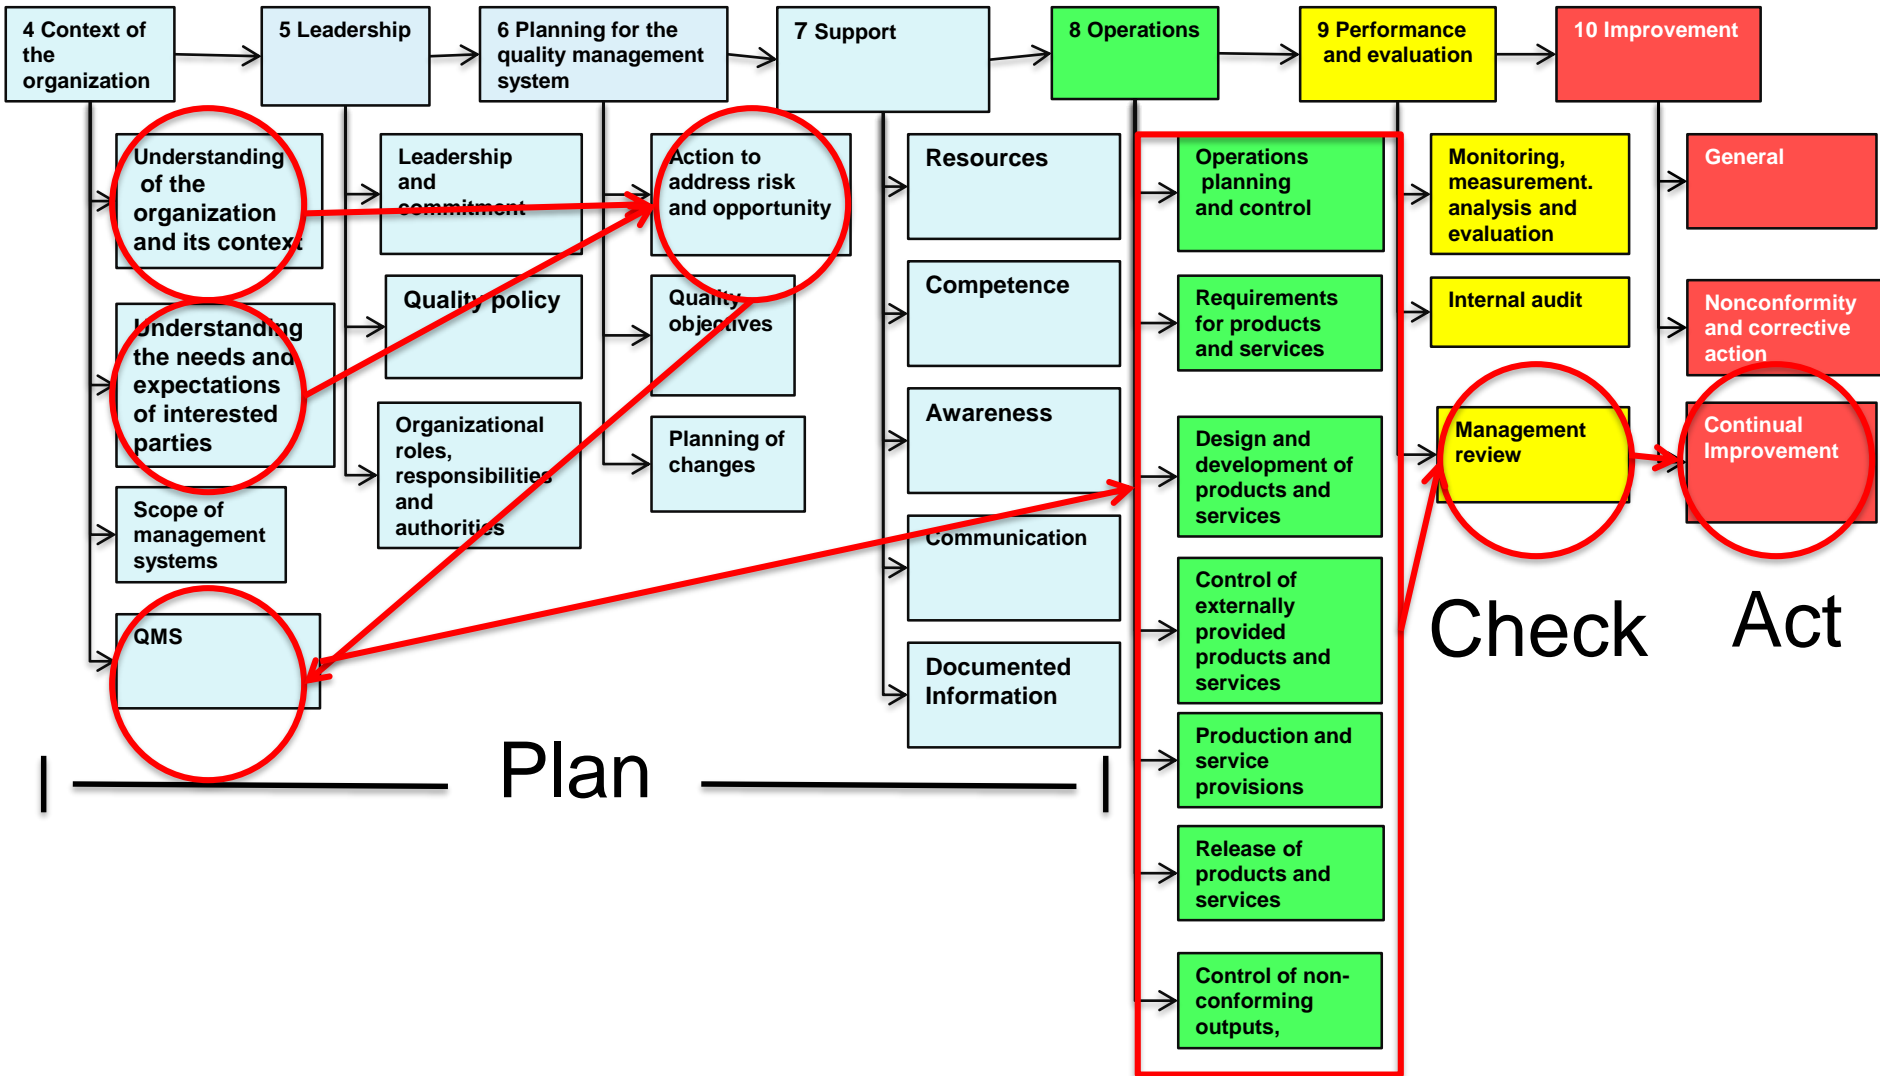 4 Context of
the
organization
5 Leadership
6 Planning for the
quality management
system
7 Support
8 Operations
9 Performance
and evaluation
10 Improvement
Understanding
of the
organization
and its context
Understanding
the needs and
expectations
of interested
parties
Scope of
management
systems
QMS
Leadership
and
commitment
Quality policy
Organizational
roles,
responsibilities
and
authorities
Action to
address risk
and opportunity
Quality
objectives
Planning of
changes
Resources
Competence
Awareness
Communication
Documented
Information
Operations
planning
and control
Requirements
for products
and services
Design and
development of
products and
services
Control of
externally
provided
products and
services
Production and
service
provisions
Release of
products and
services
Control of non-
conforming
outputs,
Monitoring,
measurement.
analysis and
evaluation
Internal audit
Management
review
General
Nonconformity
and corrective
action
Continual
Improvement
Plan
Check
Act